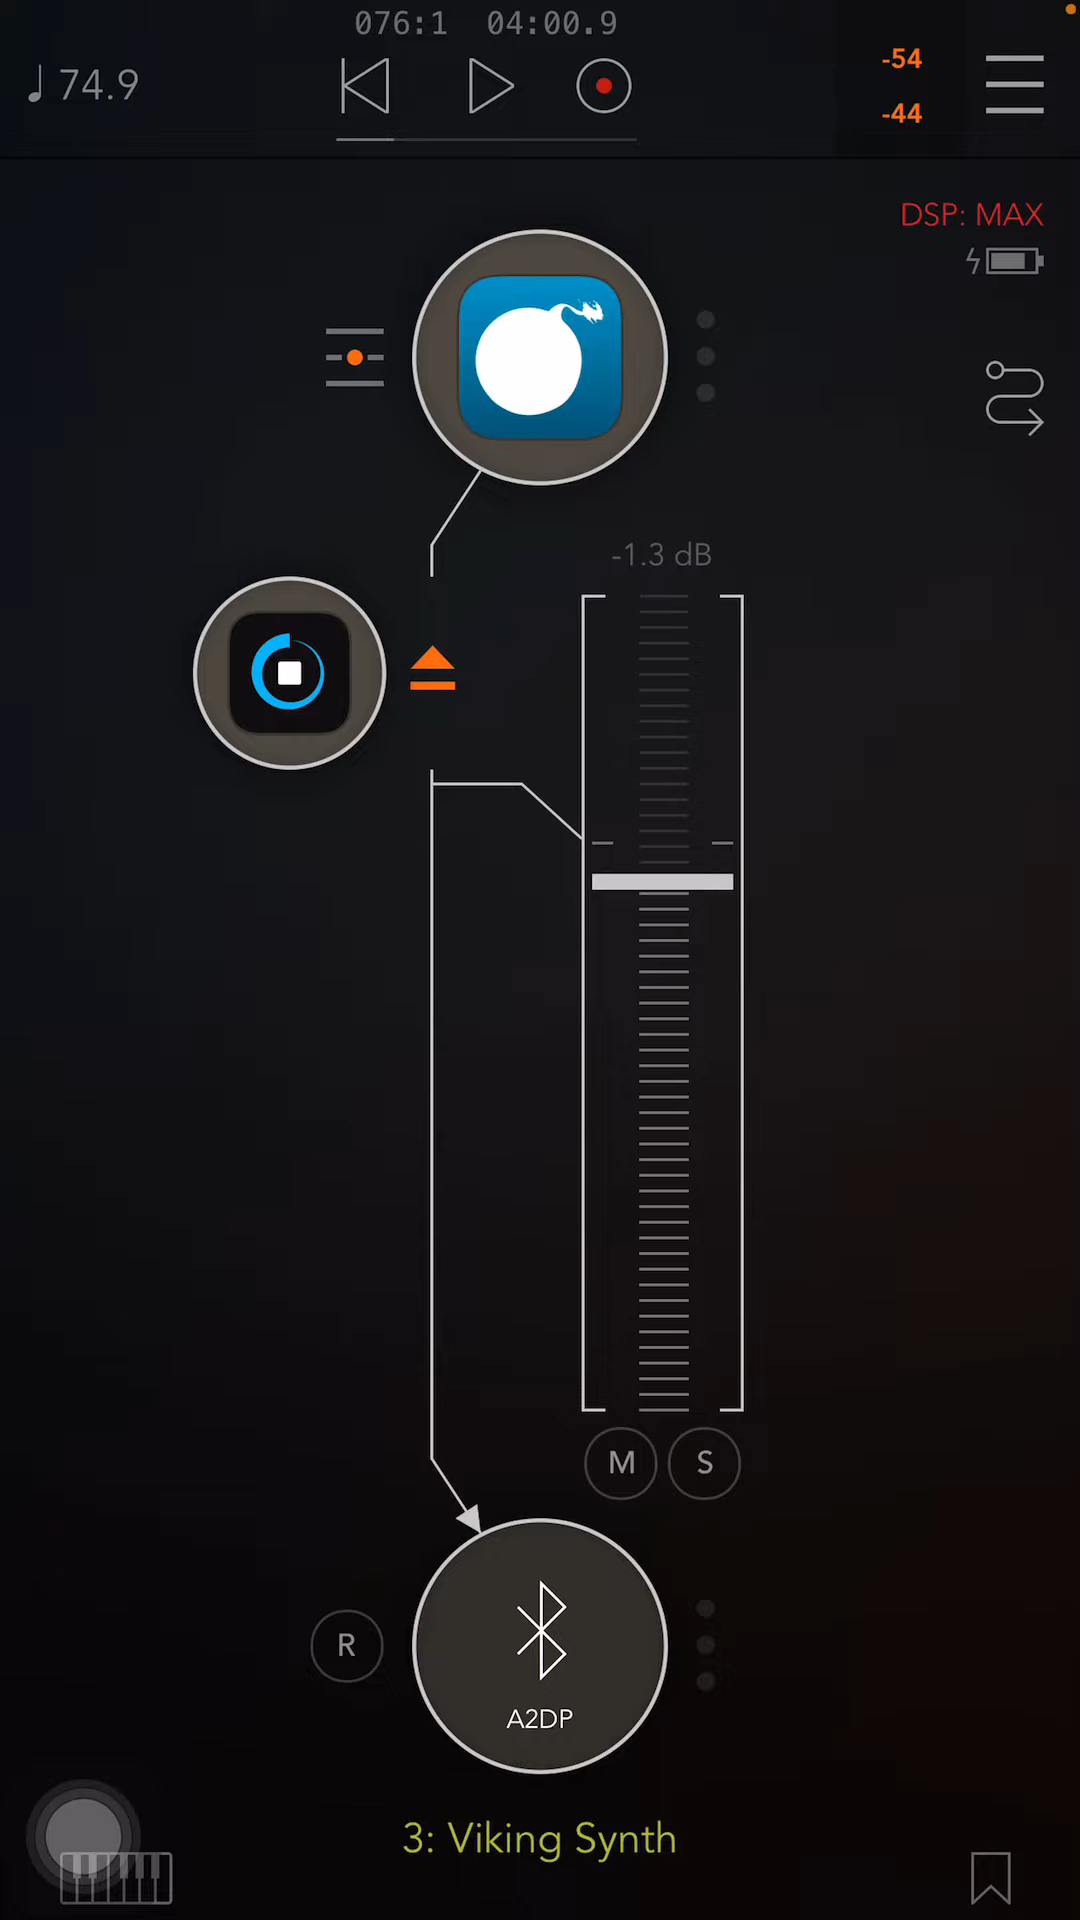 076:1 04:00.9
♩ 74.9
-54
-44
DSP: MAX
-1.3 dB
M S
R
A2DP
3: Viking Synth